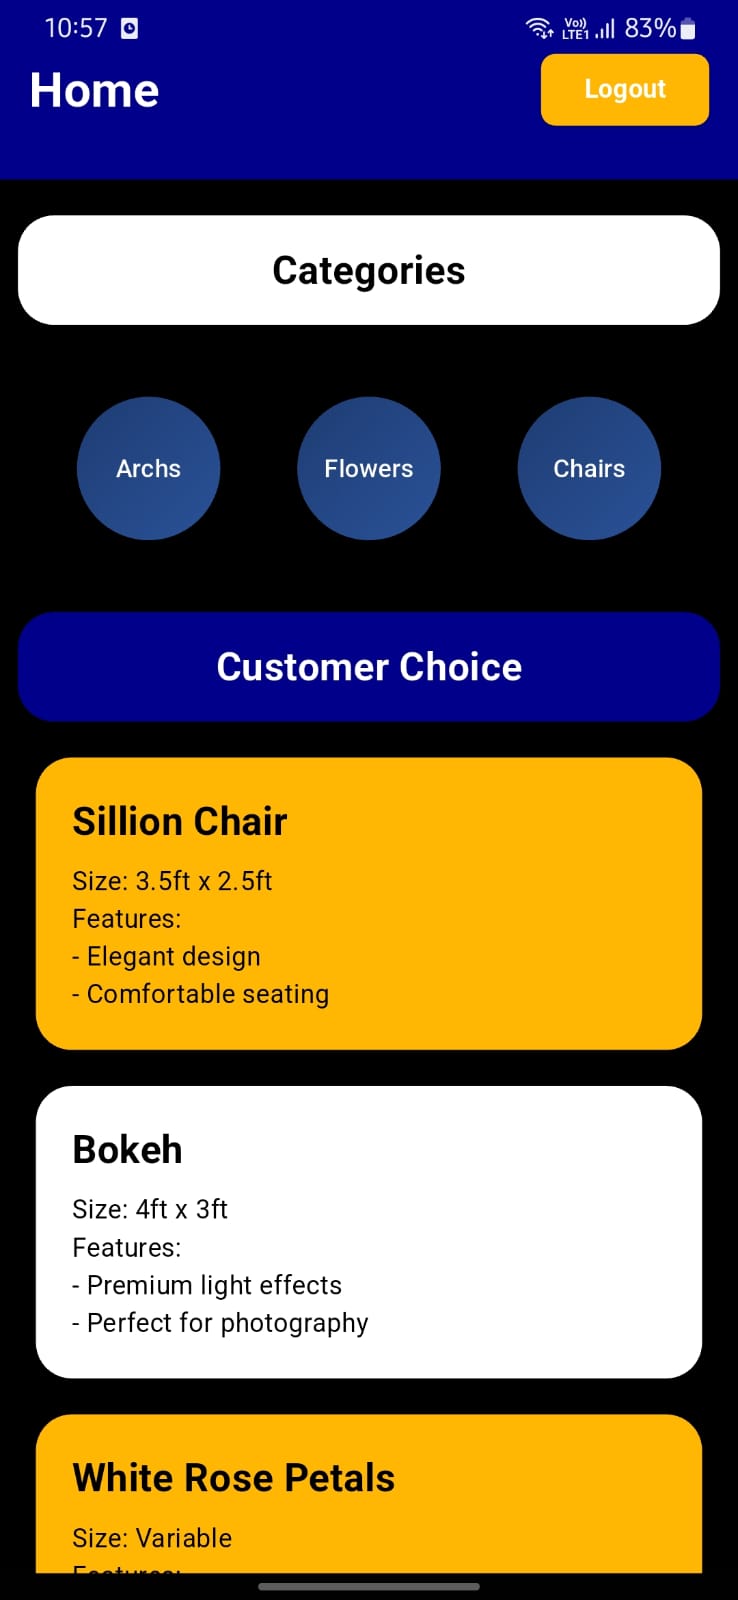 10:57 Vo)) LTE1 83%
Home
Logout
Categories
Archs Flowers Chairs
Customer Choice
Sillion Chair
Size: 3.5ft x 2.5ft
Features:
- Elegant design
- Comfortable seating
Bokeh
Size: 4ft x 3ft
Features:
- Premium light effects
- Perfect for photography
White Rose Petals
Size: Variable
Features: